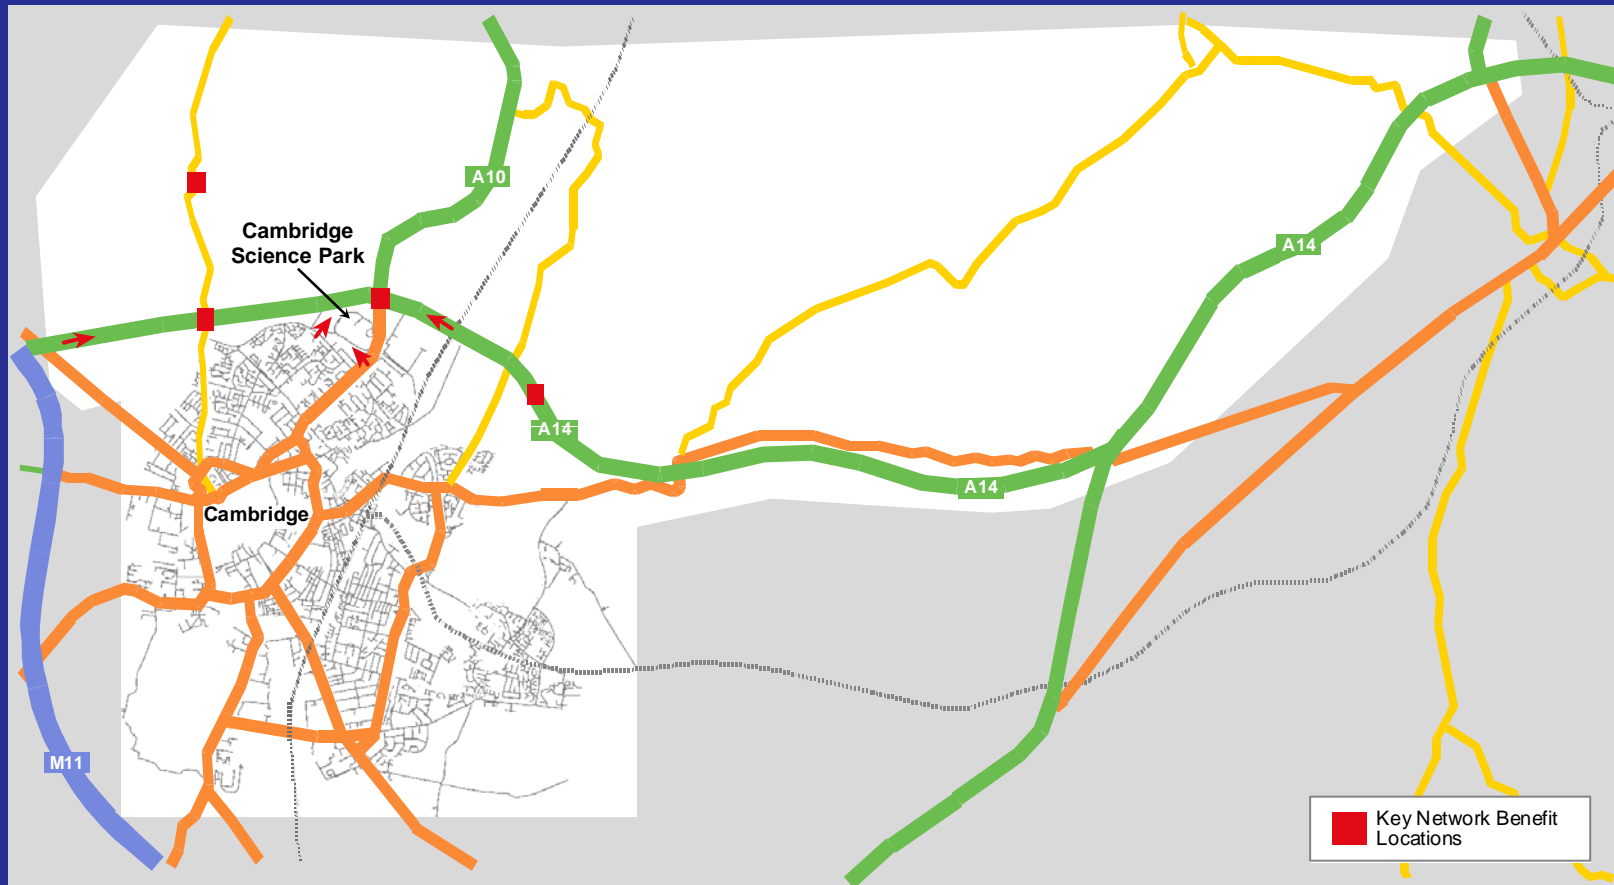 A10
Cambridge
Science Park
A14
A14
A14
Cambridge
M11
Key Network Benefit
Locations